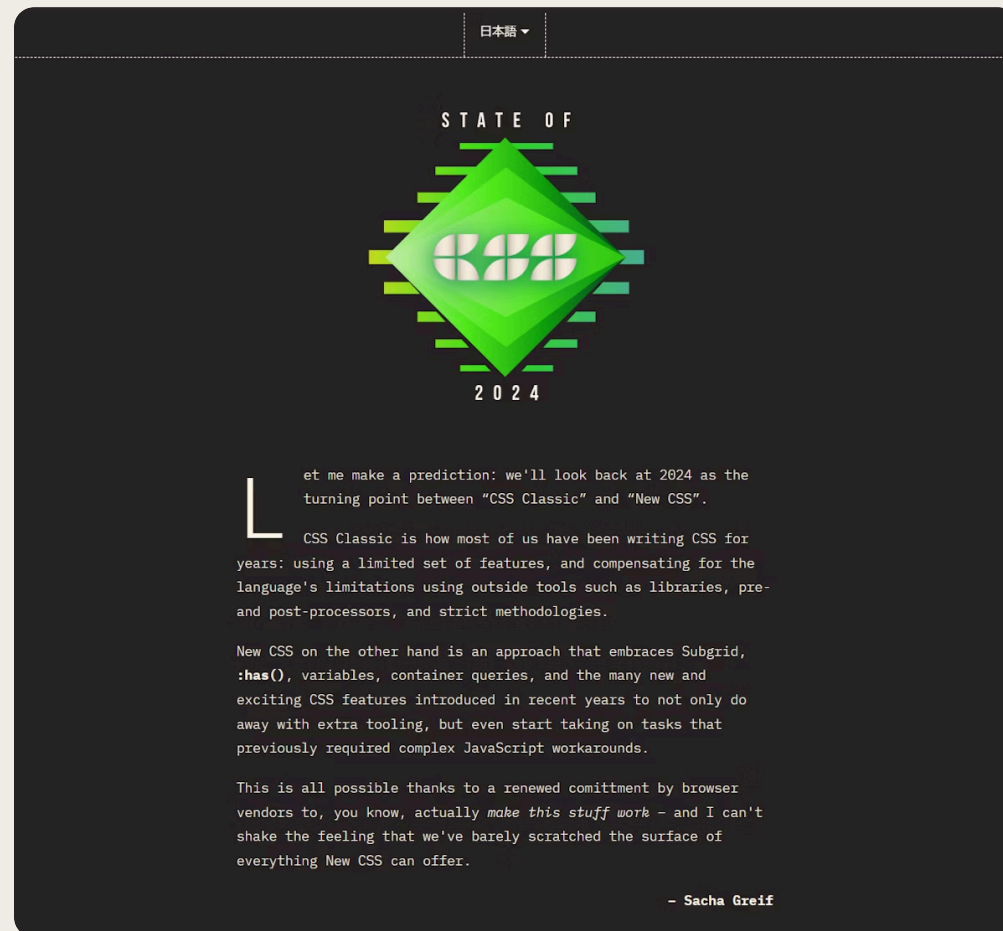 日本語
STATE OF
CSS
2024
Let me make a prediction: we'll look back at 2024 as the
turning point between “CSS Classic” and “New CSS”.
CSS Classic is how most of us have been writing CSS for
years: using a limited set of features, and compensating for the
language's limitations using outside tools such as libraries, pre-
and post-processors, and strict methodologies.
New CSS on the other hand is an approach that embraces Subgrid,
:has(), variables, container queries, and the many new and
exciting CSS features introduced in recent years to not only do
away with extra tooling, but even start taking on tasks that
previously required complex JavaScript workarounds.
This is all possible thanks to a renewed comittment by browser
vendors to, you know, actually make this stuff work – and I can't
shake the feeling that we've barely scratched the surface of
everything New CSS can offer.
– Sacha Greif